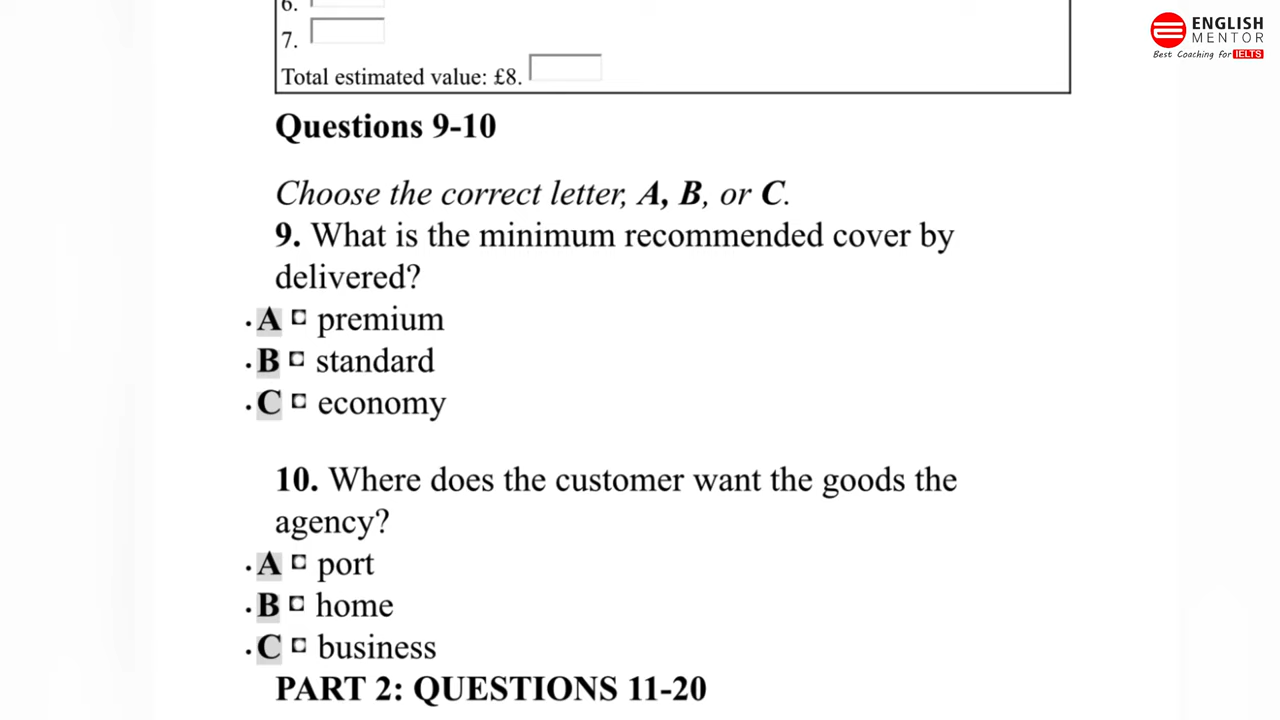 6.
7.
Total estimated value: £8.
Questions 9-10
Choose the correct letter, A, B, or C.
9. What is the minimum recommended cover by
delivered?
A premium
B standard
C economy
10. Where does the customer want the goods the
agency?
A port
B home
C business
PART 2: QUESTIONS 11-20
ENGLISH
MENTOR
Best Coaching for IELTS